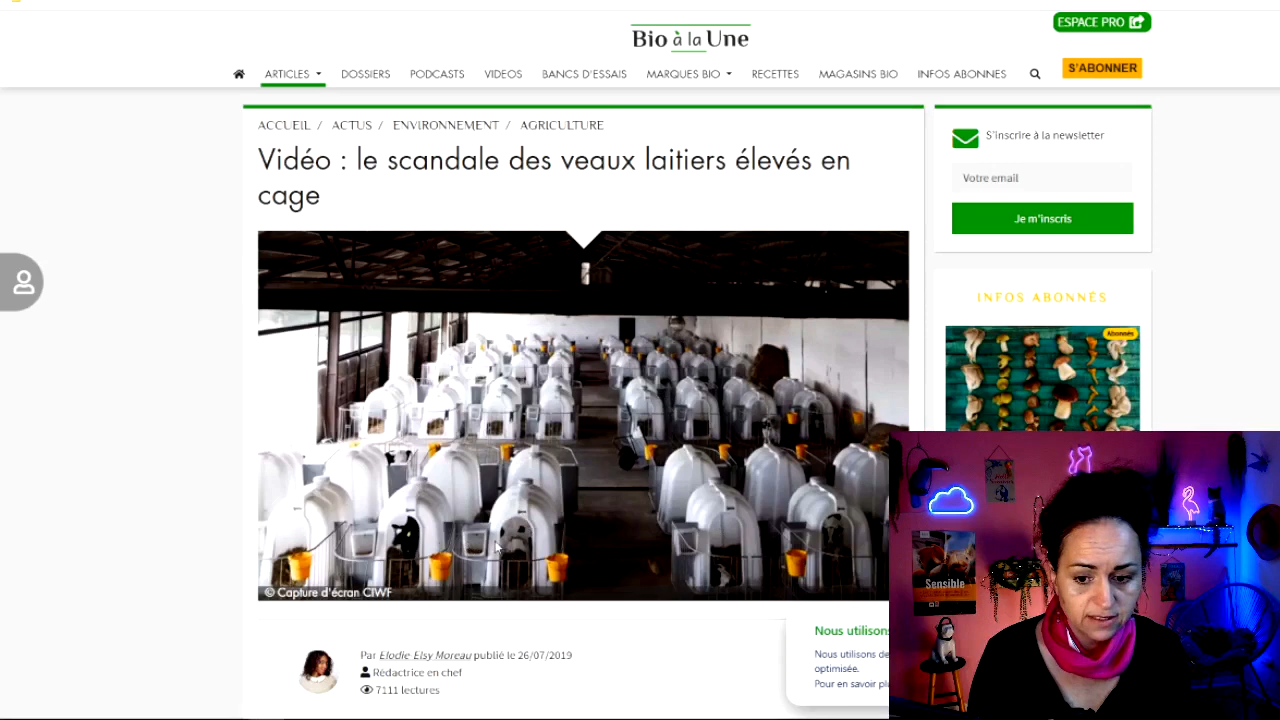 ESPACE PRO
Bio à la Une
ARTICLES
DOSSIERS
PODCASTS
VIDEOS
BANCS D'ESSAIS
MARQUES BIO
RECETTES
MAGASINS BIO
INFOS ABONNES
S'ABONNER
ACCUEIL / ACTUS / ENVIRONNEMENT / AGRICULTURE
Vidéo : le scandale des veaux laitiers élevés en
cage
© Capture d'écran CIWF
Par Elodie Elsy Moreau publié le 26/07/2019
Rédactrice en chef
7111 lectures
S'inscrire à la newsletter
Votre email
Je m'inscris
INFOS ABONNÉS
Abonnés
Nous utilisons
Nous utilisons de
optimisée.
Pour en savoir pl
Sensible